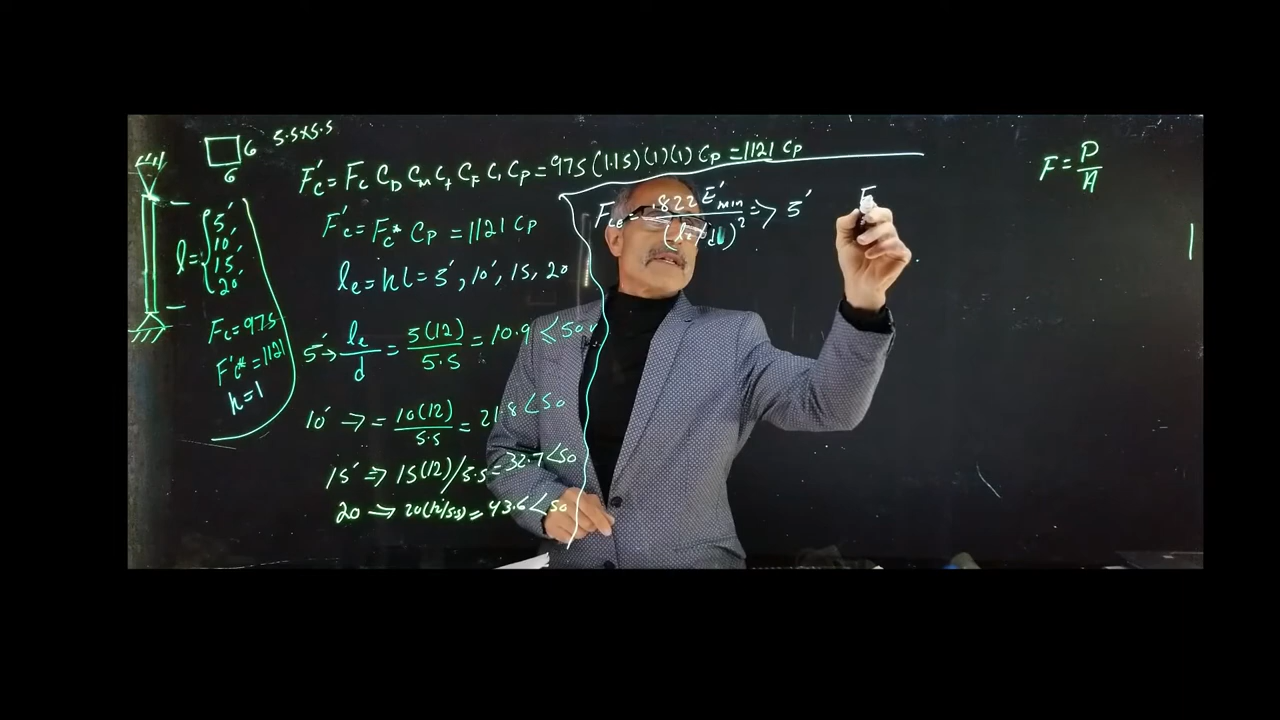 6
6
5.5x5.5
l = { 5', 10', 15, 20
Fc = 975
F'c* = 1121
k = 1
F'c = Fc CD Cm Ct CF Ci Cp = 975 (1.15)(1)(1) Cp = 1121 Cp
F'c = Fc* Cp = 1121 Cp
le = kl = 5', 10', 15, 20
5' → le/d = 5(12)/5.5 = 10.9 ≤ 50 ✓
10' → = 10(12)/5.5 = 21.8 < 50
15' ⇒ 15(12)/5.5 = 32.7 < 50
20 → 20(12/5.5) = 43.6 < 50
FcE = .822 E'min / (le/d)² => 5'
F
F = P/A